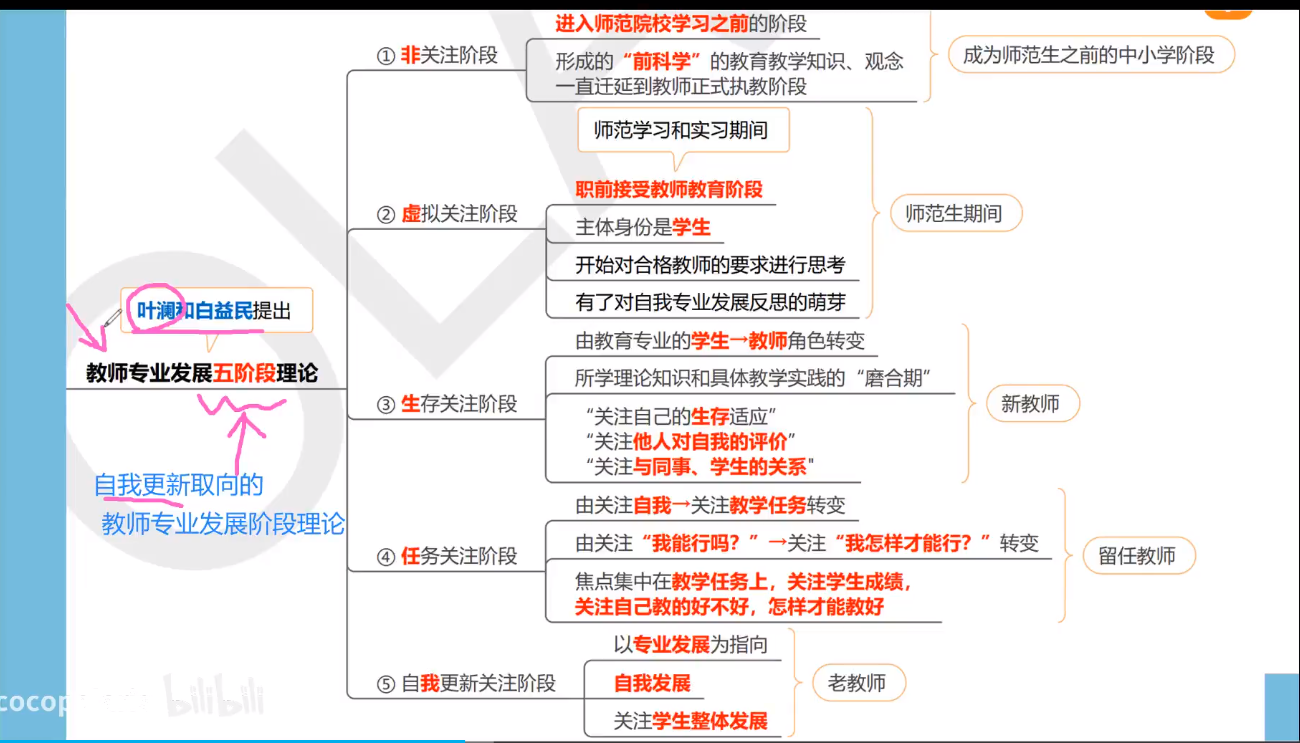 进入师范院校学习之前的阶段
① 非关注阶段
形成的“前科学”的教育教学知识、观念
一直迁延到教师正式执教阶段
成为师范生之前的中小学阶段
师范学习和实习期间
职前接受教师教育阶段
② 虚拟关注阶段
主体身份是学生
开始对合格教师的要求进行思考
有了对自我专业发展反思的萌芽
师范生期间
叶澜和白益民提出
教师专业发展五阶段理论
自我更新取向的
教师专业发展阶段理论
由教育专业的学生→教师角色转变
所学理论知识和具体教学实践的“磨合期”
③ 生存关注阶段
“关注自己的生存适应”
“关注他人对自我的评价”
“关注与同事、学生的关系"
新教师
由关注自我→关注教学任务转变
由关注“我能行吗？”→关注“我怎样才能行？”转变
④ 任务关注阶段
焦点集中在教学任务上，关注学生成绩，
关注自己教的好不好，怎样才能教好
留任教师
以专业发展为指向
⑤ 自我更新关注阶段
自我发展
关注学生整体发展
老教师
bilibili